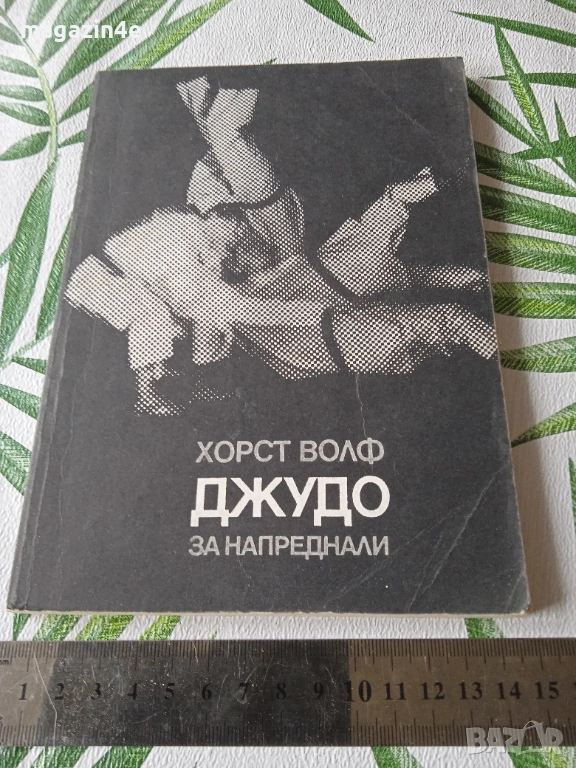 magazin4e
ХОРСТ ВОЛФ
ДЖУДО
ЗА НАПРЕДНАЛИ
1 2 3 4 5 6 7 8 9 10 11 12 13 14 15
BAZAR